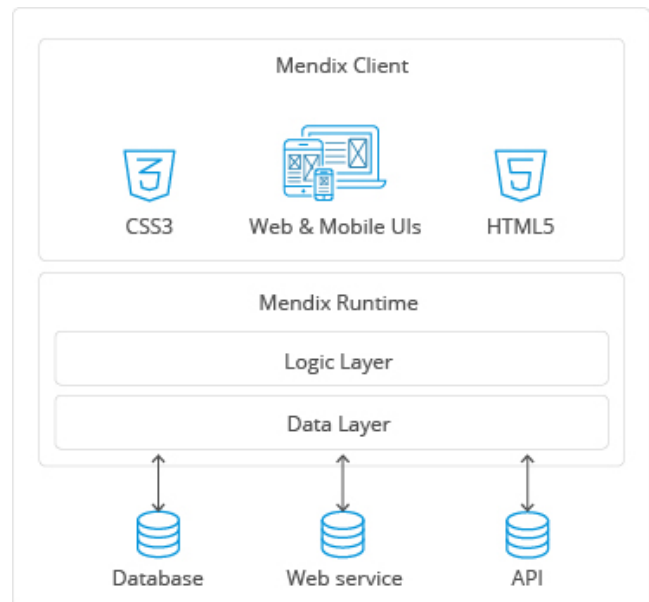 Mendix Client
CSS3
Web & Mobile UIs
HTML5
Mendix Runtime
Logic Layer
Data Layer
Database
Web service
API